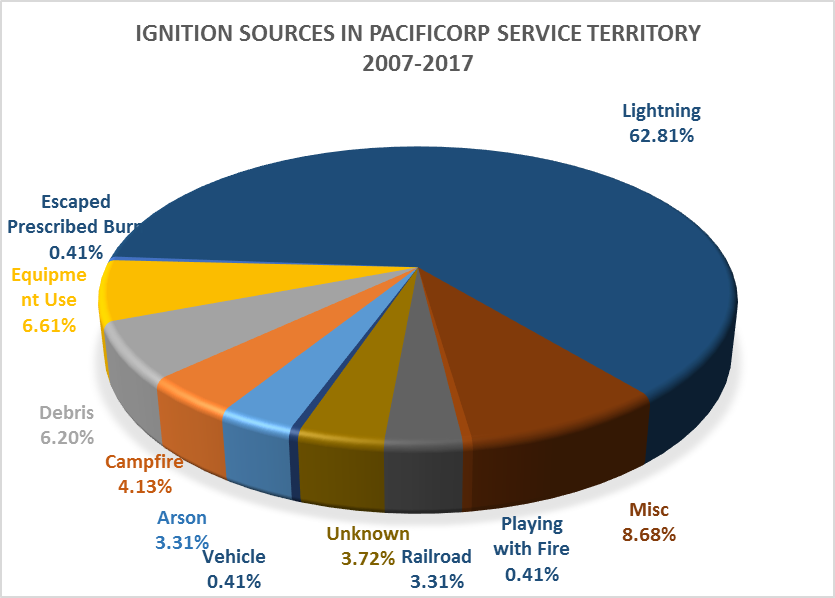 IGNITION SOURCES IN PACIFICORP SERVICE TERRITORY
2007-2017
Lightning
62.81%
Escaped
Prescribed Burn
0.41%
Equipme
nt Use
6.61%
Debris
6.20%
Campfire
4.13%
Arson
3.31%
Vehicle
0.41%
Unknown
3.72%
Railroad
3.31%
Playing
with Fire
0.41%
Misc
8.68%